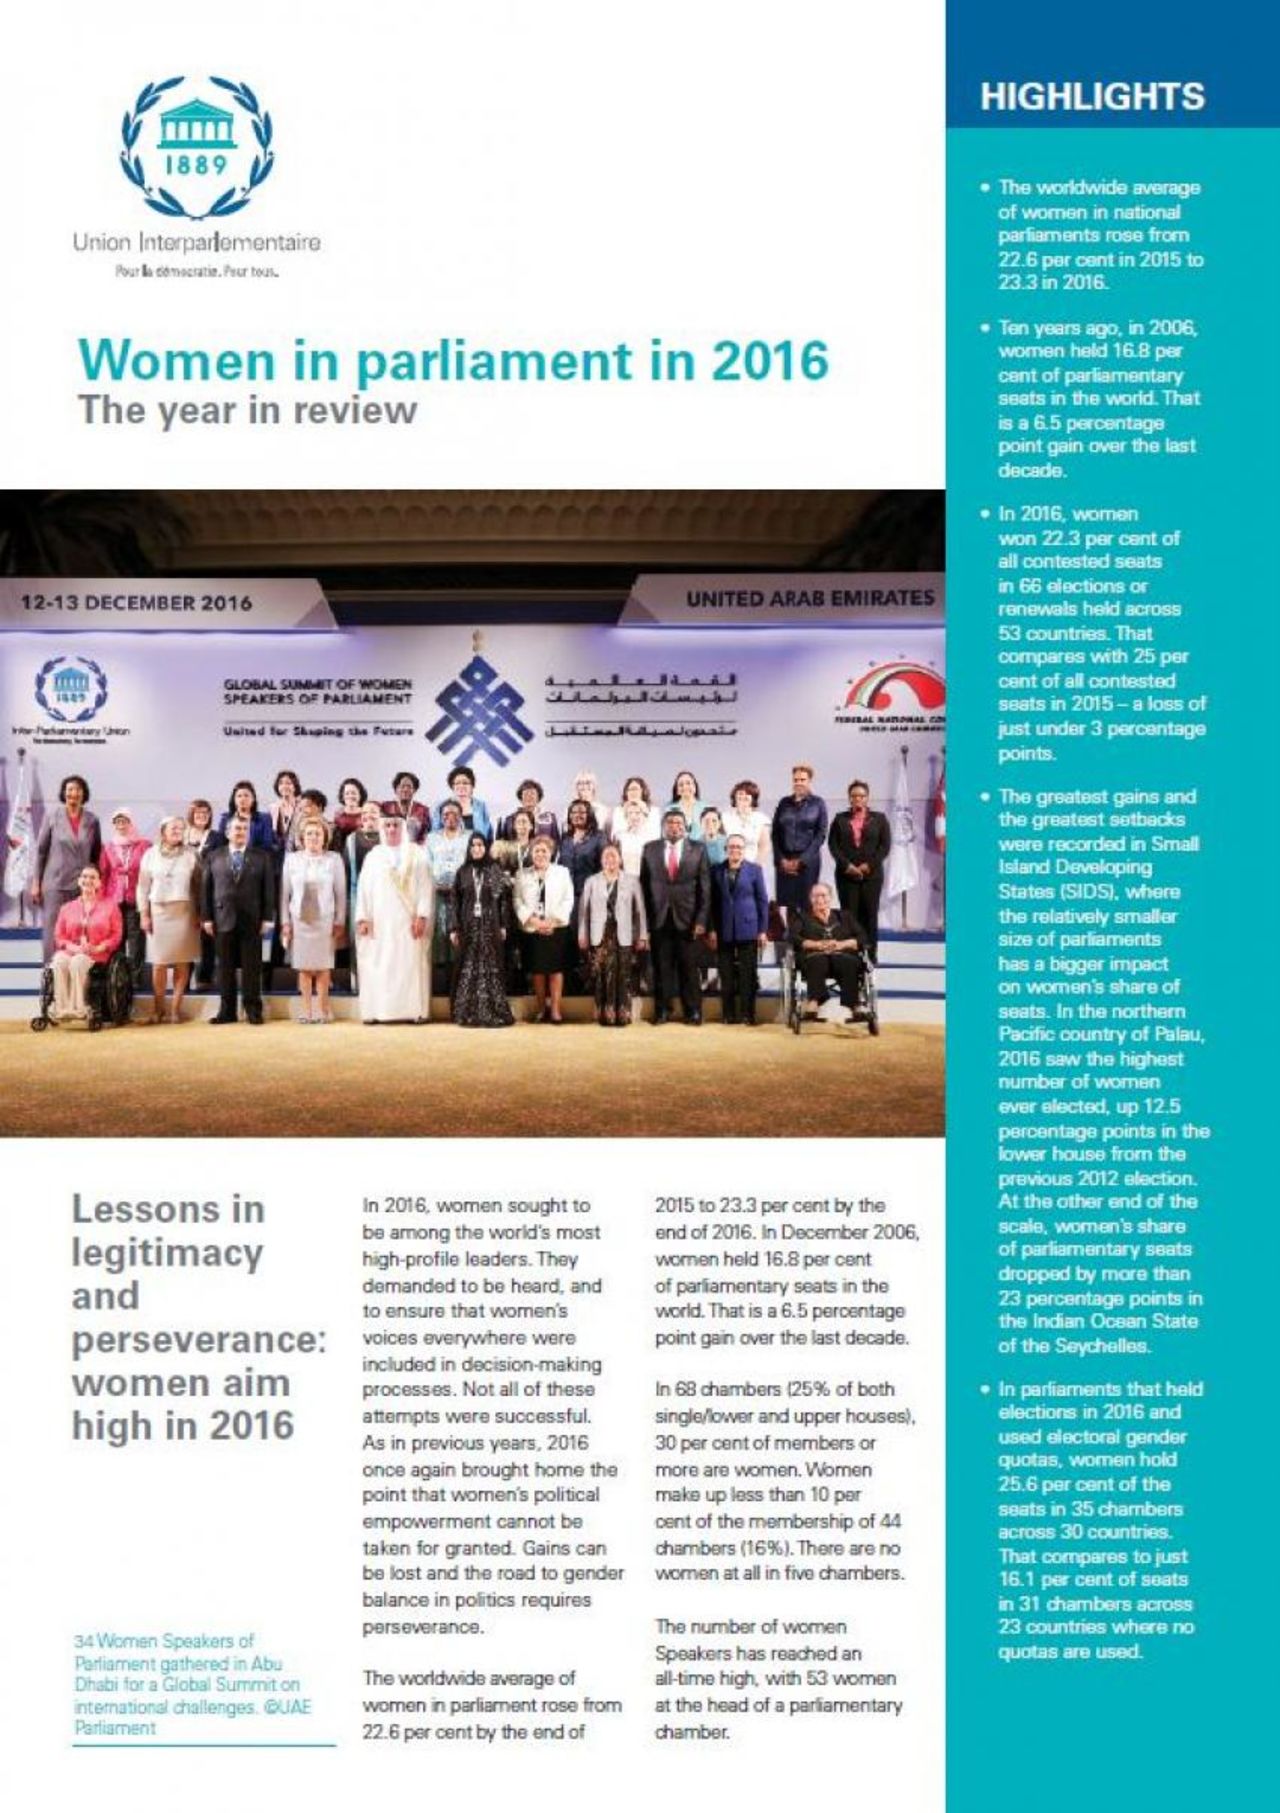 1889
Union Interparlementaire
Pour la démocratie. Pour tous.
Women in parliament in 2016
The year in review
12-13 DECEMBER 2016
UNITED ARAB EMIRATES
1889
Inter-Parliamentary Union
GLOBAL SUMMIT OF WOMEN
SPEAKERS OF PARLIAMENT
United for Shaping the Future
القمة العالمية
لرئيسات البرلمانات
متحدون لصياغة المستقبل
FEDERAL NATIONAL
Lessons in
legitimacy
and
perseverance:
women aim
high in 2016
34 Women Speakers of
Parliament gathered in Abu
Dhabi for a Global Summit on
international challenges. ©UAE
Parliament
In 2016, women sought to
be among the world's most
high-profile leaders. They
demanded to be heard, and
to ensure that women's
voices everywhere were
included in decision-making
processes. Not all of these
attempts were successful.
As in previous years, 2016
once again brought home the
point that women's political
empowerment cannot be
taken for granted. Gains can
be lost and the road to gender
balance in politics requires
perseverance.
The worldwide average of
women in parliament rose from
22.6 per cent by the end of
2015 to 23.3 per cent by the
end of 2016. In December 2006,
women held 16.8 per cent
of parliamentary seats in the
world. That is a 6.5 percentage
point gain over the last decade.
In 68 chambers (25% of both
single/lower and upper houses),
30 per cent of members or
more are women. Women
make up less than 10 per
cent of the membership of 44
chambers (16%). There are no
women at all in five chambers.
The number of women
Speakers has reached an
all-time high, with 53 women
at the head of a parliamentary
chamber.
HIGHLIGHTS
• The worldwide average
of women in national
parliaments rose from
22.6 per cent in 2015 to
23.3 in 2016.
• Ten years ago, in 2006,
women held 16.8 per
cent of parliamentary
seats in the world. That
is a 6.5 percentage
point gain over the last
decade.
• In 2016, women
won 22.3 per cent of
all contested seats
in 66 elections or
renewals held across
53 countries. That
compares with 25 per
cent of all contested
seats in 2015 – a loss of
just under 3 percentage
points.
• The greatest gains and
the greatest setbacks
were recorded in Small
Island Developing
States (SIDS), where
the relatively smaller
size of parliaments
has a bigger impact
on women's share of
seats. In the northern
Pacific country of Palau,
2016 saw the highest
number of women
ever elected, up 12.5
percentage points in the
lower house from the
previous 2012 election.
At the other end of the
scale, women's share
of parliamentary seats
dropped by more than
23 percentage points in
the Indian Ocean State
of the Seychelles.
• In parliaments that held
elections in 2016 and
used electoral gender
quotas, women hold
25.6 per cent of the
seats in 35 chambers
across 30 countries.
That compares to just
16.1 per cent of seats
in 31 chambers across
23 countries where no
quotas are used.